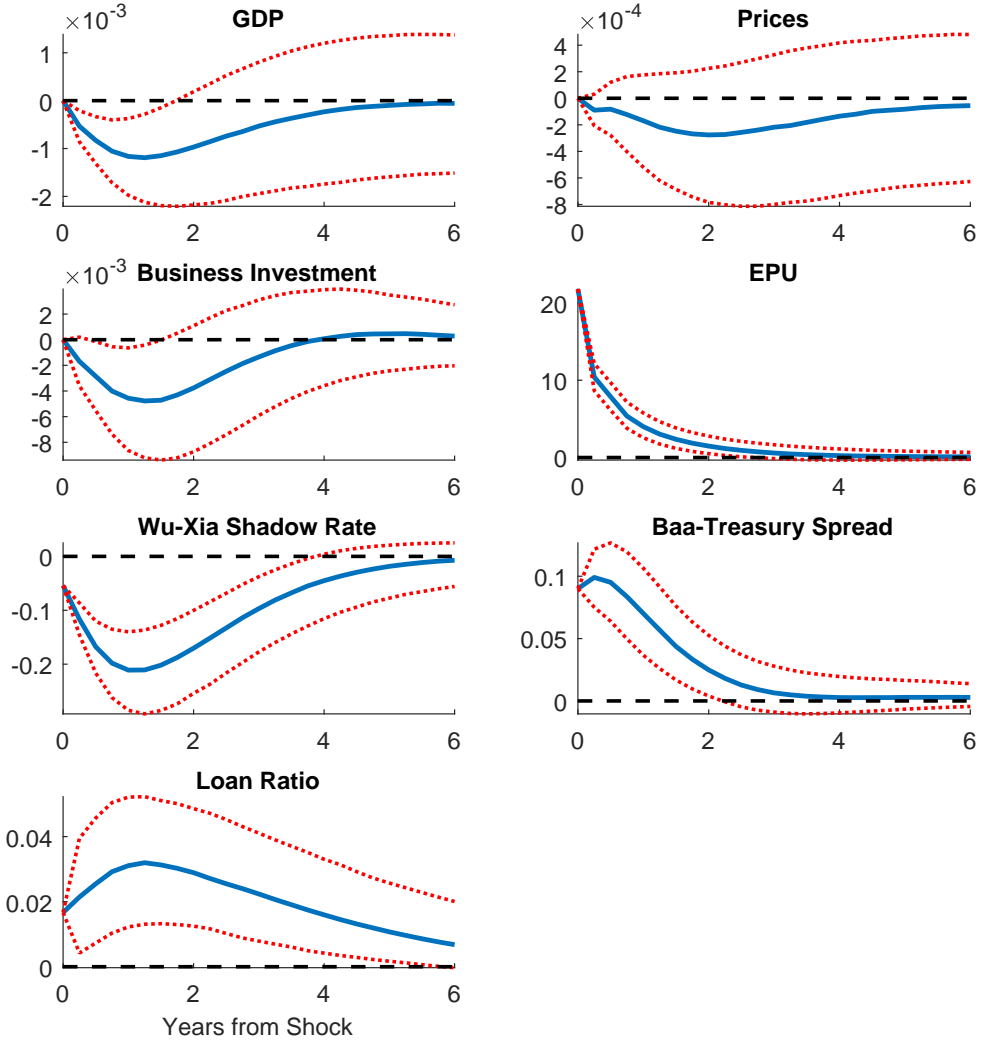 GDP
×10⁻³
1
0
-1
-2
0 2 4 6
Prices
×10⁻⁴
4
2
0
-2
-4
-6
-8
0 2 4 6
Business Investment
×10⁻³
2
0
-2
-4
-6
-8
0 2 4 6
EPU
20
10
0
0 2 4 6
Wu-Xia Shadow Rate
0
-0.1
-0.2
0 2 4 6
Baa-Treasury Spread
0.1
0.05
0
0 2 4 6
Loan Ratio
0.04
0.02
0
0 2 4 6
Years from Shock